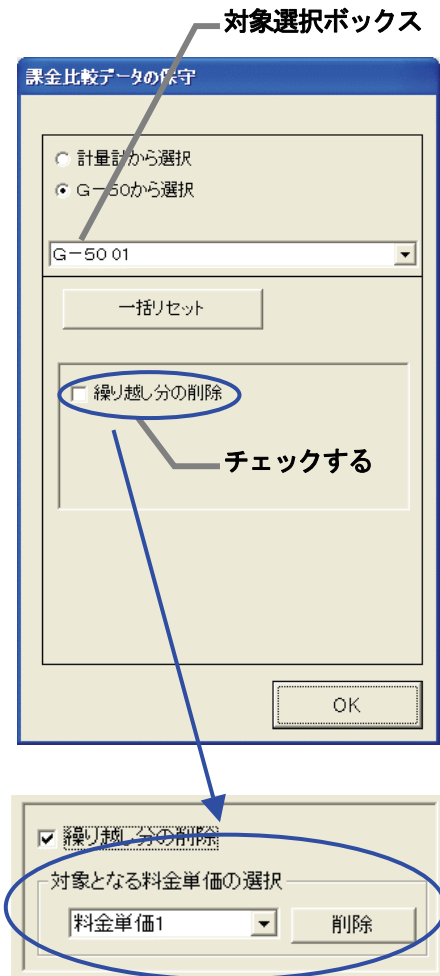 対象選択ボックス
課金比較データの保守
計量計から選択
G－50から選択
G－50 01
一括リセット
繰り越し分の削除
チェックする
OK
繰り越し分の削除
対象となる料金単価の選択
料金単価1
削除